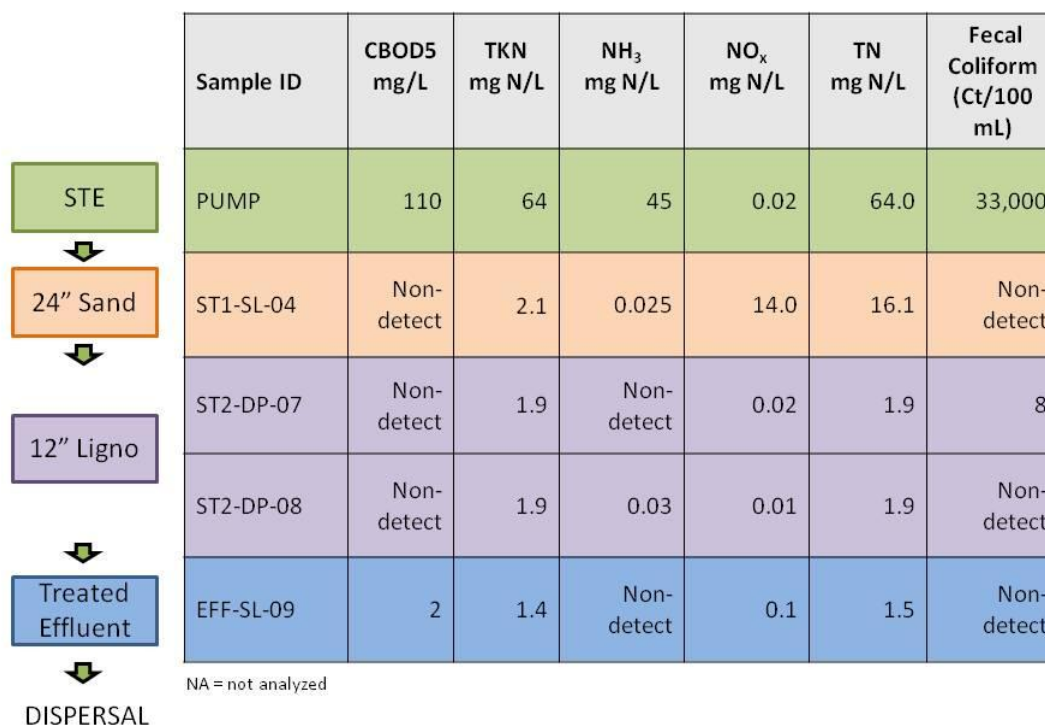 Sample ID
CBOD5
mg/L
TKN
mg N/L
NH₃
mg N/L
NOₓ
mg N/L
TN
mg N/L
Fecal
Coliform
(Ct/100
mL)
STE
PUMP
110
64
45
0.02
64.0
33,000
24” Sand
ST1-SL-04
Non-
detect
2.1
0.025
14.0
16.1
Non-
detect
12” Ligno
ST2-DP-07
Non-
detect
1.9
Non-
detect
0.02
1.9
8
ST2-DP-08
Non-
detect
1.9
0.03
0.01
1.9
Non-
detect
Treated
Effluent
EFF-SL-09
2
1.4
Non-
detect
0.1
1.5
Non-
detect
NA = not analyzed
DISPERSAL